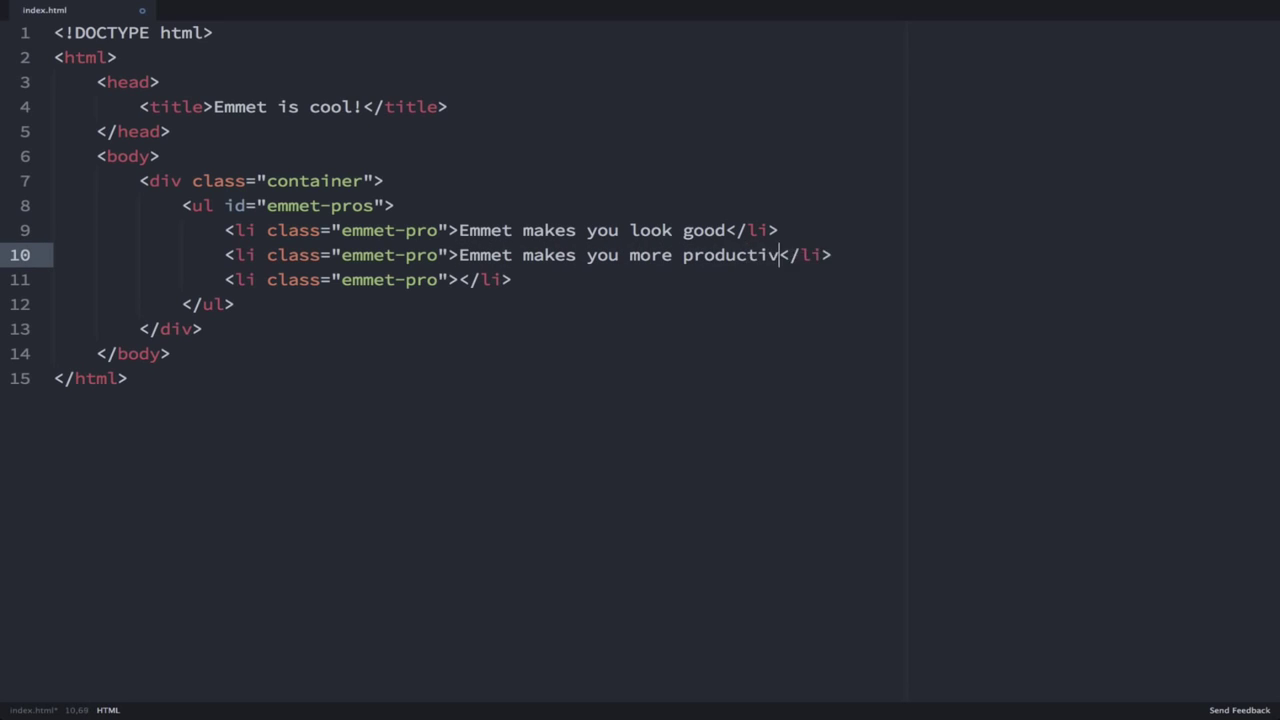 index.html
1 <!DOCTYPE html>
2 <html>
3 <head>
4 <title>Emmet is cool!</title>
5 </head>
6 <body>
7 <div class="container">
8 <ul id="emmet-pros">
9 <li class="emmet-pro">Emmet makes you look good</li>
10 <li class="emmet-pro">Emmet makes you more productiv</li>
11 <li class="emmet-pro"></li>
12 </ul>
13 </div>
14 </body>
15 </html>
index.html* 10,69 HTML Send Feedback